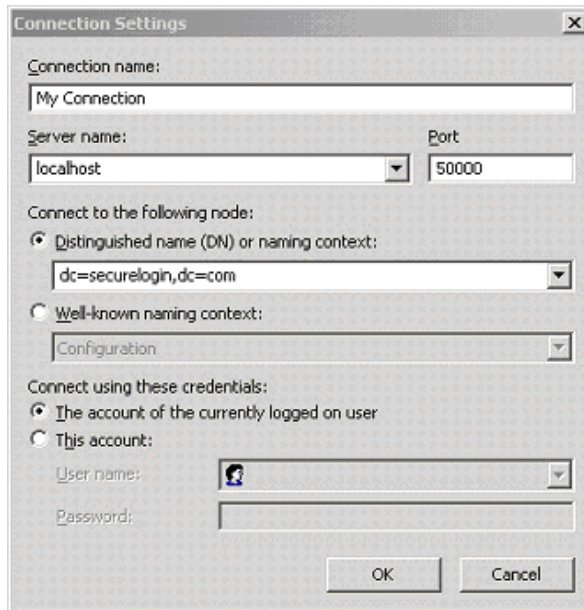 Connection Settings
Connection name:
My Connection
Server name: Port
localhost 50000
Connect to the following node:
Distinguished name (DN) or naming context:
dc=securelogin,dc=com
Well-known naming context:
Configuration
Connect using these credentials:
The account of the currently logged on user
This account:
User name:
Password:
OK Cancel